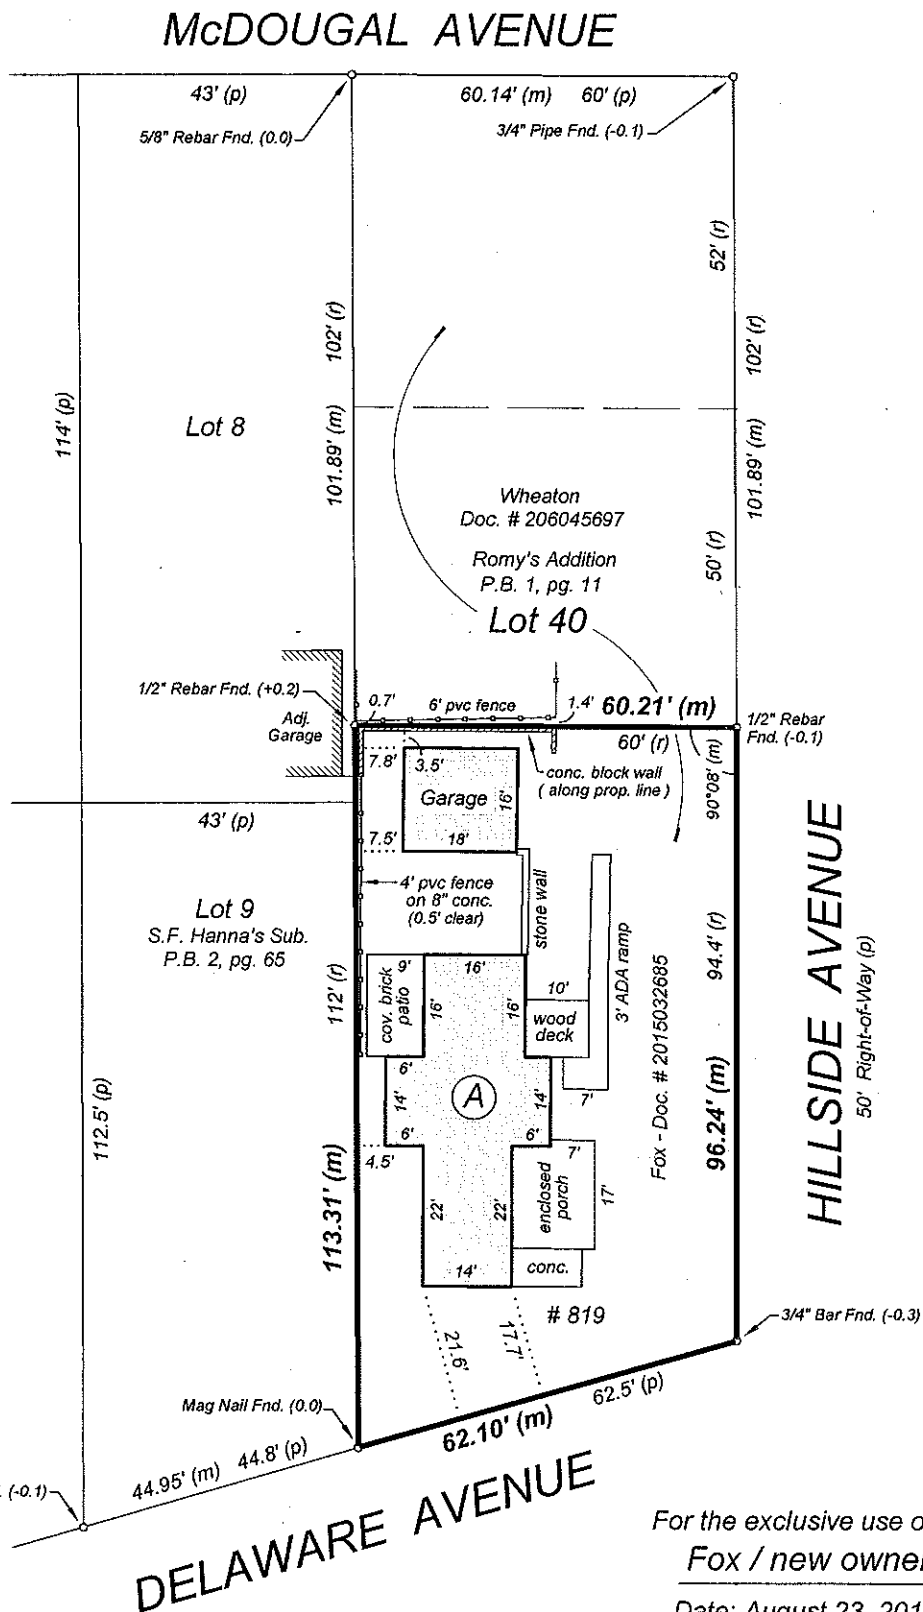 McDOUGAL AVENUE
43' (p)
60.14' (m) 60' (p)
5/8" Rebar Fnd. (0.0)
3/4" Pipe Fnd. (-0.1)
52' (r)
102' (r)
102' (r)
114' (p)
Lot 8
101.89' (m)
101.89' (m)
Wheaton
Doc. # 206045697
Romy's Addition
P.B. 1, pg. 11
50' (r)
Lot 40
1/2" Rebar Fnd. (+0.2)
Adj.
Garage
0.7'
6' pvc fence
1.4'
60.21' (m)
60' (r)
1/2" Rebar
Fnd. (-0.1)
90°08' (m)
7.8'
3.5'
conc. block wall
( along prop. line )
Garage
16'
18'
43' (p)
7.5'
4' pvc fence
on 8" conc.
(0.5' clear)
stone wall
Lot 9
S.F. Hanna's Sub.
P.B. 2, pg. 65
3' ADA ramp
94.4' (r)
HILLSIDE AVENUE
50' Right-of-Way (p)
112' (r)
9'
16'
cov. brick
patio
16'
16'
10'
wood
deck
Fox - Doc. # 2015032685
96.24' (m)
6'
14'
A
14'
7'
6'
6'
4.5'
7'
112.5' (p)
113.31' (m)
22'
22'
enclosed
porch
17'
14'
conc.
# 819
21.6'
17.7'
3/4" Bar Fnd. (-0.3)
Mag Nail Fnd. (0.0)
62.10' (m)
62.5' (p)
44.95' (m) 44.8' (p)
. (-0.1)
DELAWARE AVENUE
For the exclusive use o
Fox / new owner
Date: August 23, 201